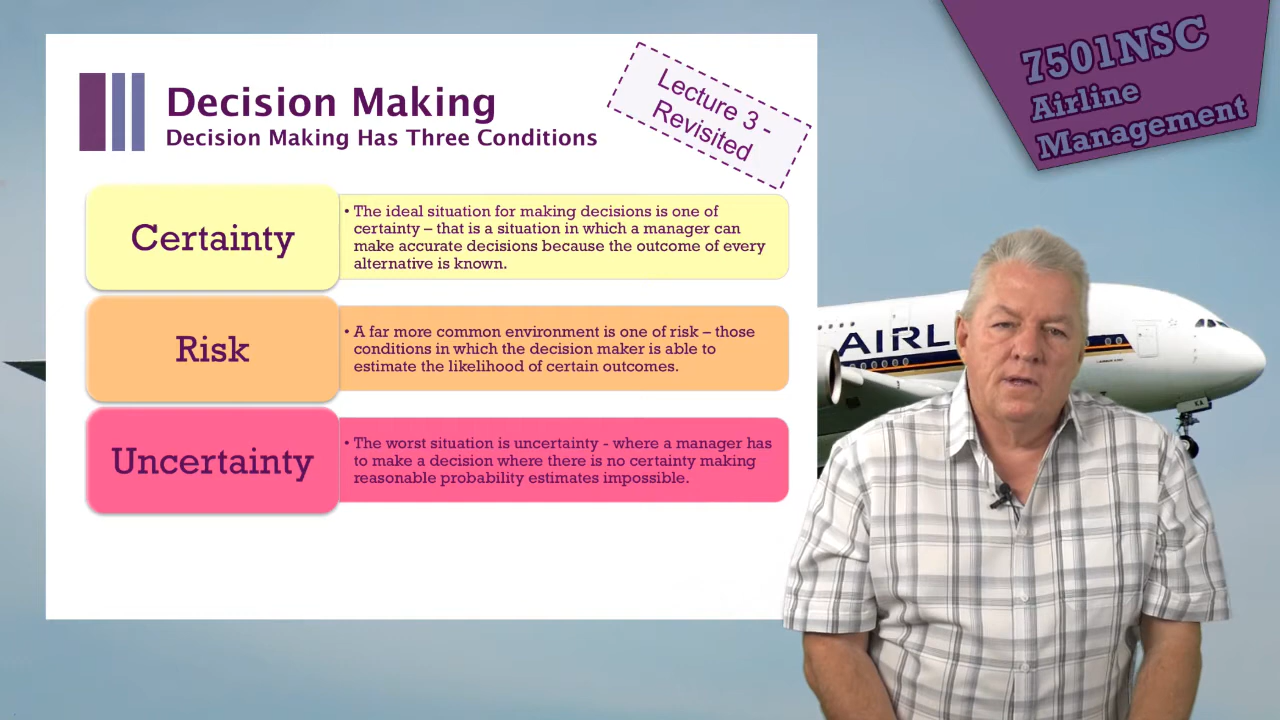 7501NSC
Airline
Management
Lecture 3 -
Revisited
Decision Making
Decision Making Has Three Conditions
Certainty
• The ideal situation for making decisions is one of
certainty – that is a situation in which a manager can
make accurate decisions because the outcome of every
alternative is known.
Risk
• A far more common environment is one of risk – those
conditions in which the decision maker is able to
estimate the likelihood of certain outcomes.
Uncertainty
• The worst situation is uncertainty - where a manager has
to make a decision where there is no certainty making
reasonable probability estimates impossible.
AIRL